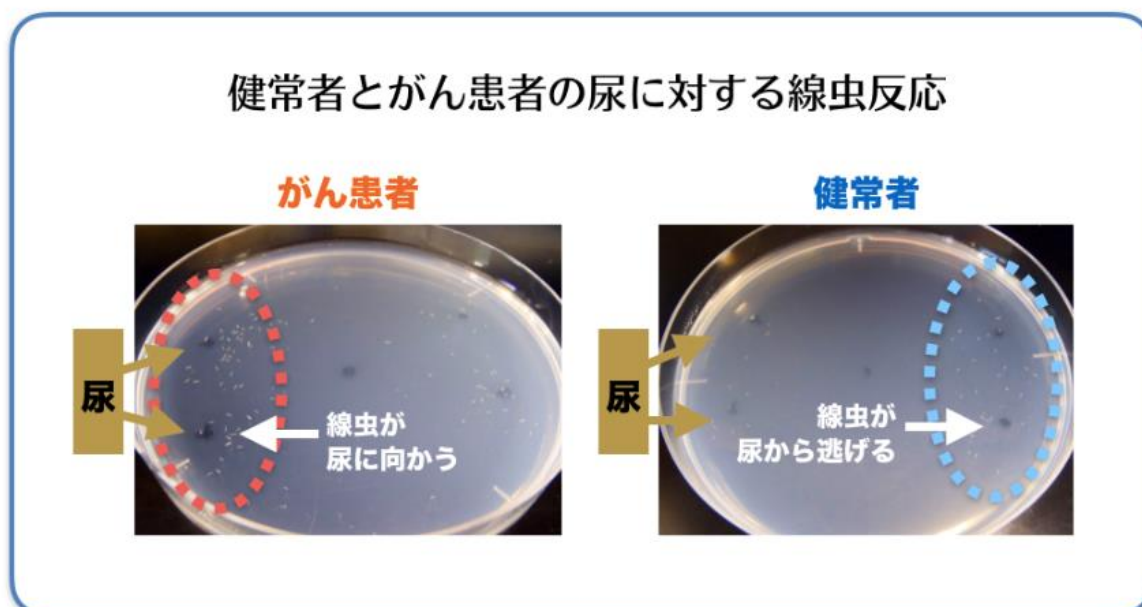 健常者とがん患者の尿に対する線虫反応
がん患者
健常者
尿
線虫が
尿に向かう
尿
線虫が
尿から逃げる